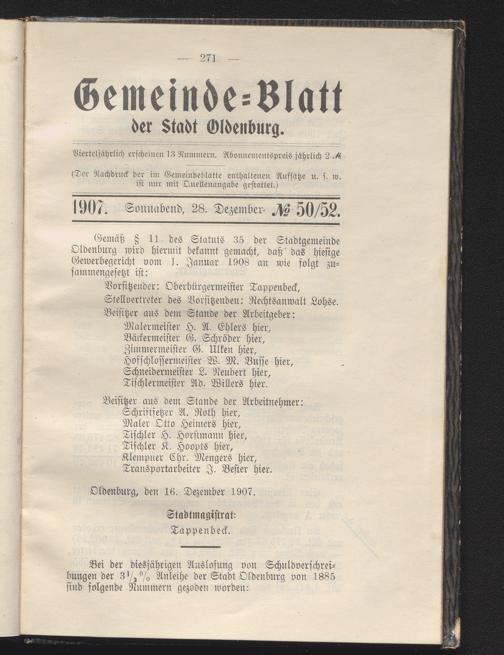 — 271 —
Gemeinde=Blatt
der Stadt Oldenburg.
Vierteljährlich erscheinen 13 Nummern. Abonnementspreis jährlich 2 ℳ
(Der Nachdruck der im Gemeindeblatte enthaltenen Aufsätze u. s. w.
ist nur mit Quellenangabe gestattet.)
1907. Sonnabend, 28. Dezember № 50/52.
Gemäß § 11 des Statuts 35 der Stadtgemeinde
Oldenburg wird hiermit bekannt gemacht, daß das hiesige
Gewerbegericht vom 1. Januar 1908 an wie folgt zu-
sammengesetzt ist:
Vorsitzender: Oberbürgermeister Tappenbeck,
Stellvertreter des Vorsitzenden: Rechtsanwalt Lohse.
Beisitzer aus dem Stande der Arbeitgeber:
Malermeister H. A. Ehlers hier,
Bäckermeister G. Schröder hier,
Zimmermeister G. Ulken hier,
Hofschlossermeister W. M. Busse hier,
Schneidermeister L. Neubert hier,
Tischlermeister Ad. Willers hier.
Beisitzer aus dem Stande der Arbeitnehmer:
Schriftsetzer A. Roth hier,
Maler Otto Heimers hier,
Tischler H. Horstmann hier,
Tischler K. Hoopts hier,
Klempner Chr. Mengers hier,
Transportarbeiter J. Bester hier.
Oldenburg, den 16. Dezember 1907.
Stadtmagistrat:
Tappenbeck.
Bei der diesjährigen Auslosung von Schuldverschrei-
bungen der 3½ % Anleihe der Stadt Oldenburg von 1885
sind folgende Nummern gezogen worden: